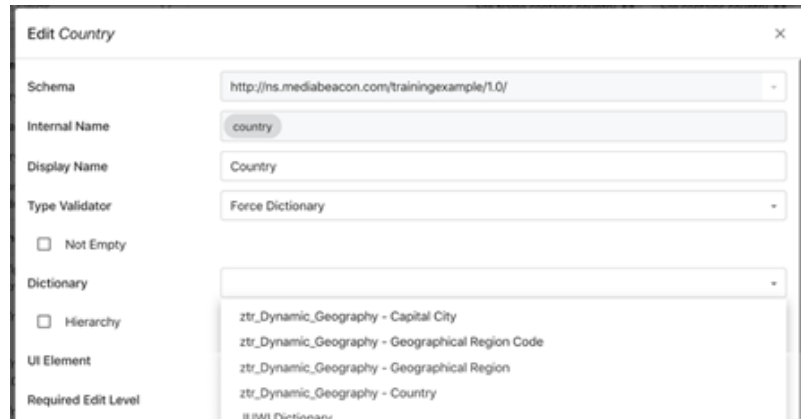 Edit Country
Schema
http://ns.mediabeacon.com/trainingexample/1.0/
Internal Name
country
Display Name
Country
Type Validator
Force Dictionary
Not Empty
Dictionary
Hierarchy
ztr_Dynamic_Geography - Capital City
ztr_Dynamic_Geography - Geographical Region Code
UI Element
ztr_Dynamic_Geography - Geographical Region
Required Edit Level
ztr_Dynamic_Geography - Country
Dictionary